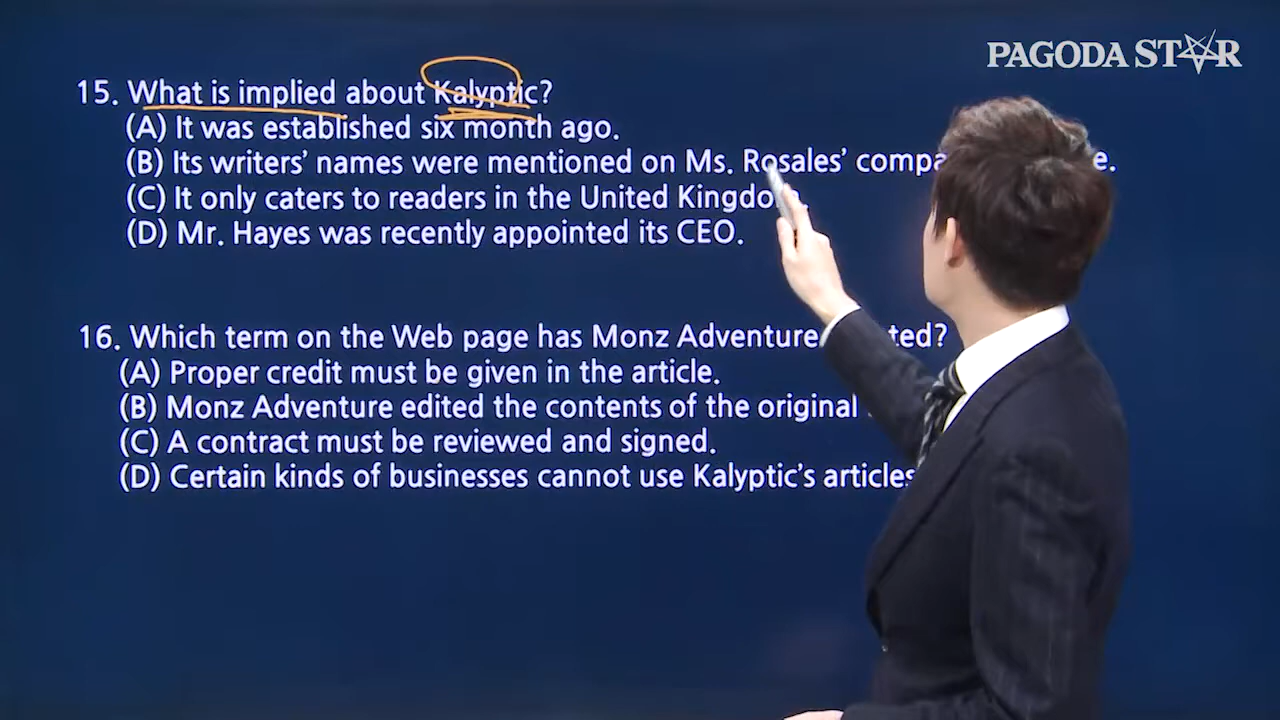 PAGODA STAR
15. What is implied about Kalyptic?
(A) It was established six month ago.
(B) Its writers’ names were mentioned on Ms. Rosales’
(C) It only caters to readers in the United
(D) Mr. Hayes was recently appointed its CEO.
16. Which term on the Web page has Monz Adventure
(A) Proper credit must be given in the article.
(B) Monz Adventure edited the contents of the original
(C) A contract must be reviewed and signed.
(D) Certain kinds of businesses cannot use Kalyptic’s articles